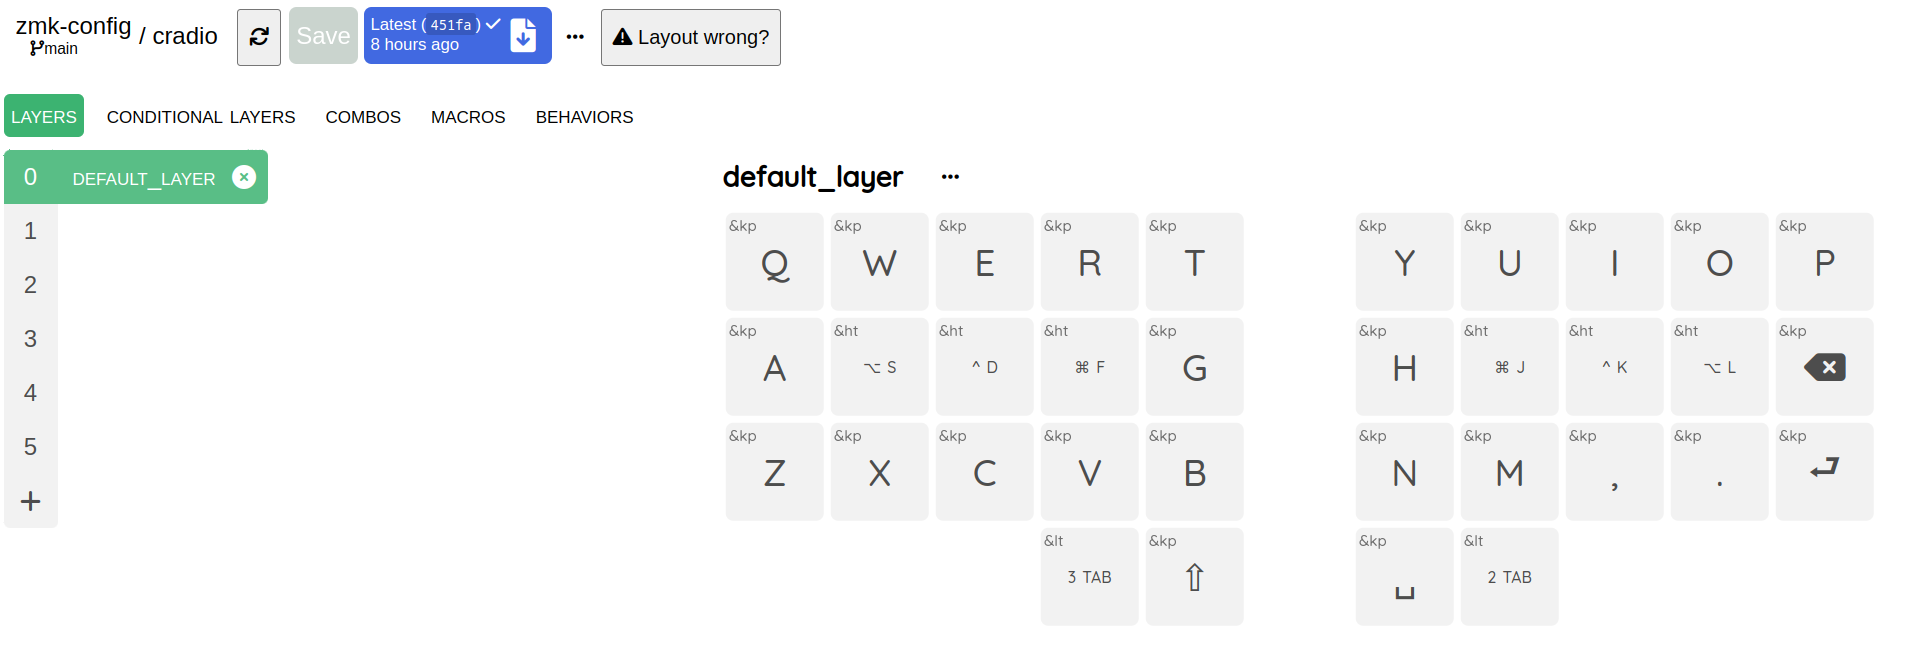 zmk-config / cradio
main
Save
Latest (451fa)
8 hours ago
Layout wrong?
LAYERS CONDITIONAL LAYERS COMBOS MACROS BEHAVIORS
0 DEFAULT_LAYER
1
2
3
4
5
+
default_layer
&kp &kp &kp &kp &kp &kp &kp &kp &kp &kp
Q W E R T Y U I O P
&kp &ht &ht &ht &kp &kp &ht &ht &ht &kp
A ⌥ S ^ D ⌘ F G H ⌘ J ^ K ⌥ L
&kp &kp &kp &kp &kp &kp &kp &kp &kp &kp
Z X C V B N M , .
&lt &kp &kp &lt
3 TAB ⇧ ␣ 2 TAB